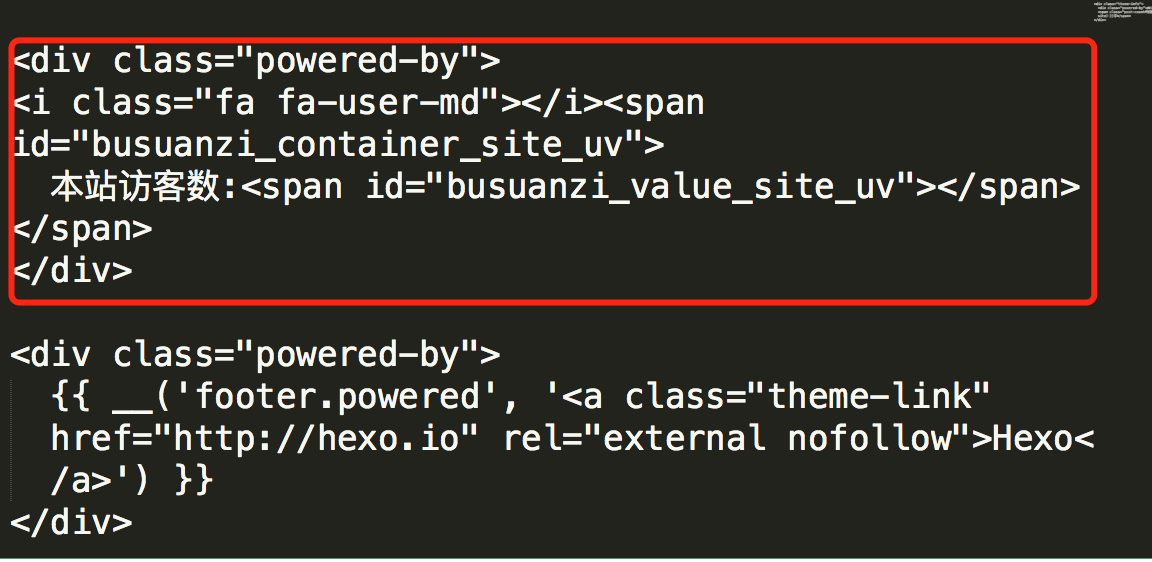 <div class="powered-by">
<i class="fa fa-user-md"></i><span
id="busuanzi_container_site_uv">
  本站访客数:<span id="busuanzi_value_site_uv"></span>
</span>
</div>

<div class="powered-by">
  {{ __('footer.powered', '<a class="theme-link"
  href="http://hexo.io" rel="external nofollow">Hexo<
  /a>') }}
</div>